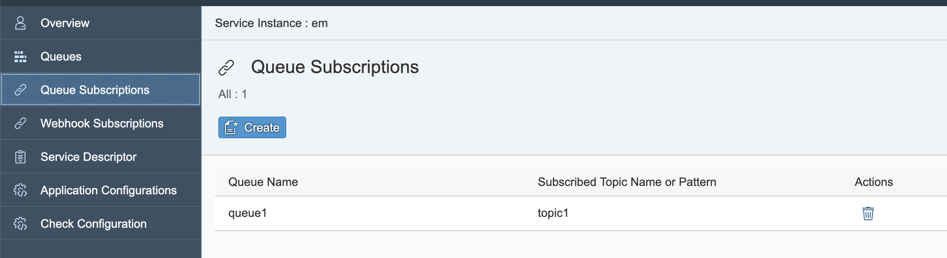 Overview
Queues
Queue Subscriptions
Webhook Subscriptions
Service Descriptor
Application Configurations
Check Configuration
Service Instance : em
Queue Subscriptions
All : 1
Create
Queue Name Subscribed Topic Name or Pattern Actions
queue1 topic1